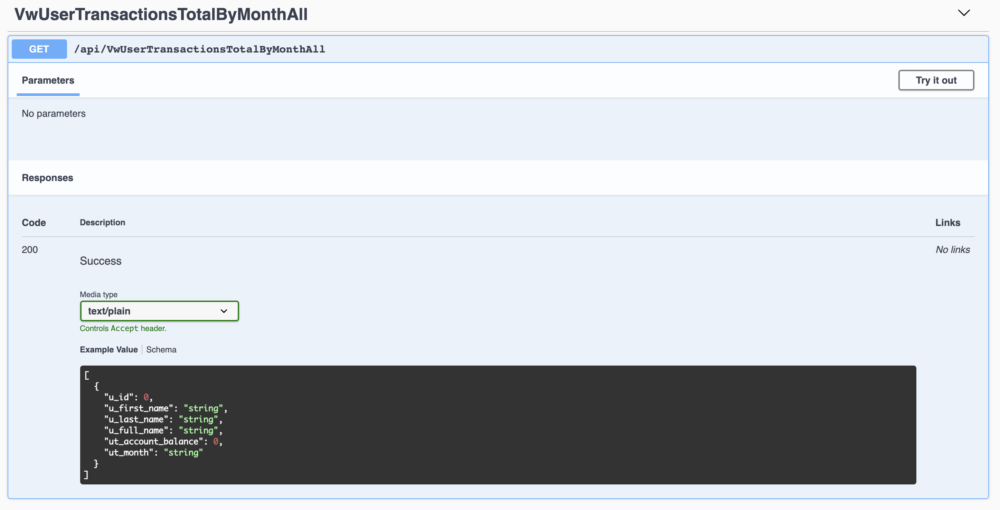 VwUserTransactionsTotalByMonthAll
GET /api/VwUserTransactionsTotalByMonthAll
Parameters Try it out
No parameters
Responses
Code Description Links
200 No links
Success
Media type
text/plain
Controls Accept header.
Example Value Schema
[
  {
    "u_id": 0,
    "u_first_name": "string",
    "u_last_name": "string",
    "u_full_name": "string",
    "ut_account_balance": 0,
    "ut_month": "string"
  }
]